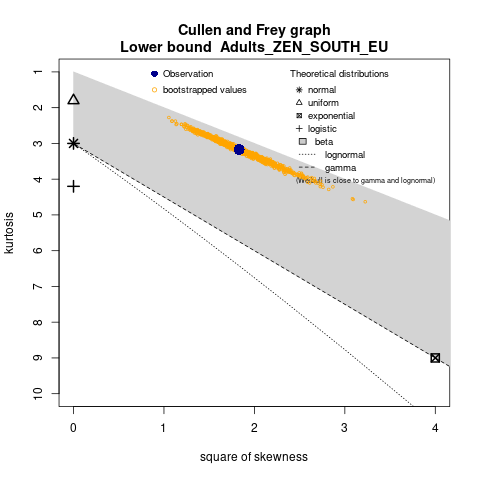 Cullen and Frey graph
Lower bound  Adults_ZEN_SOUTH_EU
Observation
bootstrapped values
Theoretical distributions
normal
uniform
exponential
logistic
beta
lognormal
gamma
(Weibull is close to gamma and lognormal)
kurtosis
1
2
3
4
5
6
7
8
9
10
0
1
2
3
4
square of skewness